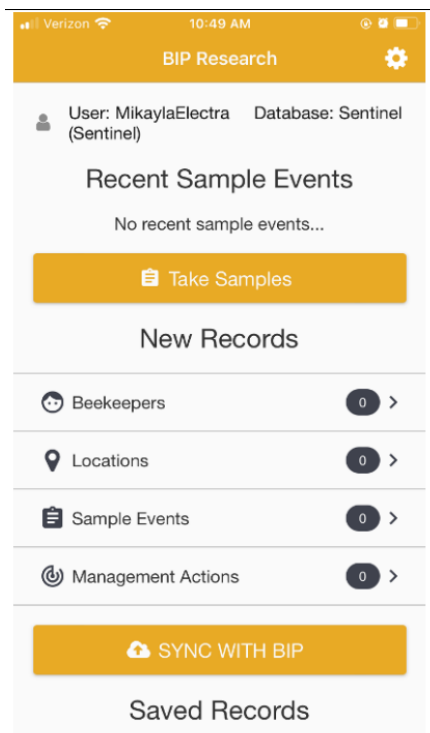 Verizon 10:49 AM
BIP Research
User: MikaylaElectra Database: Sentinel
(Sentinel)
Recent Sample Events
No recent sample events...
Take Samples
New Records
Beekeepers 0
Locations 0
Sample Events 0
Management Actions 0
SYNC WITH BIP
Saved Records